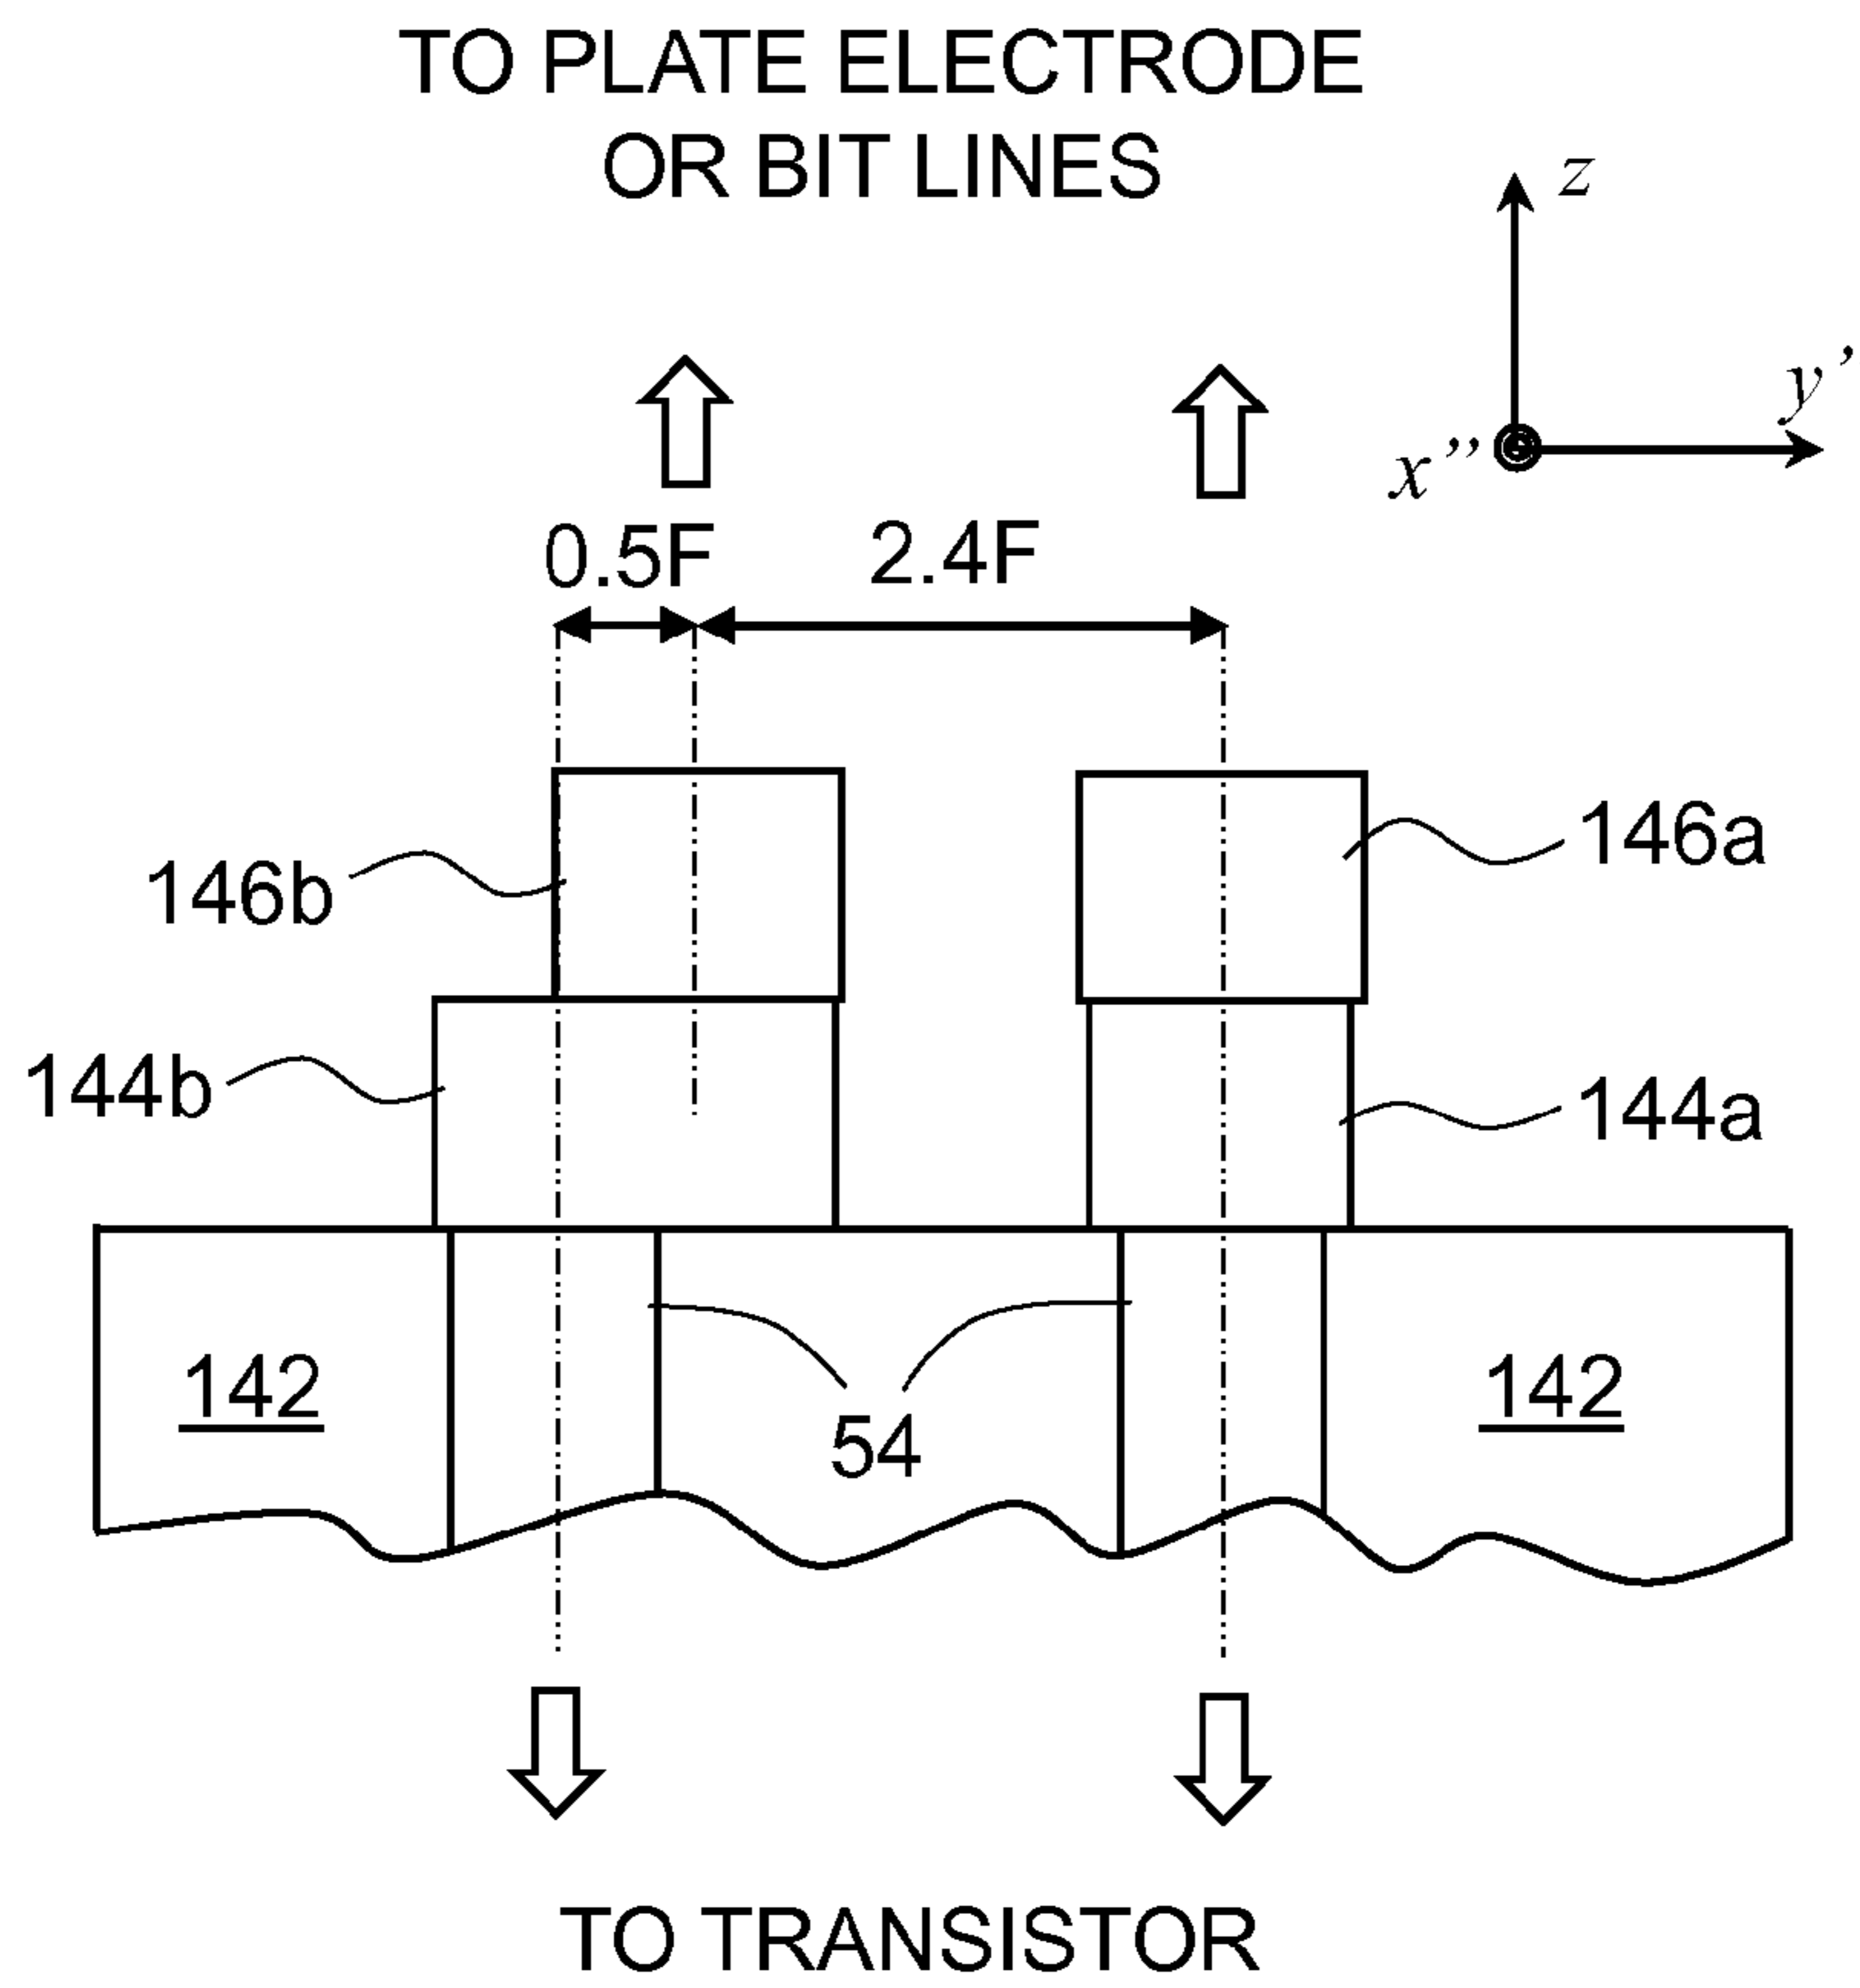 TO PLATE ELECTRODE
OR BIT LINES
z
y’
x”
0.5F
2.4F
146a
146b
144b
144a
142
142
54
TO TRANSISTOR